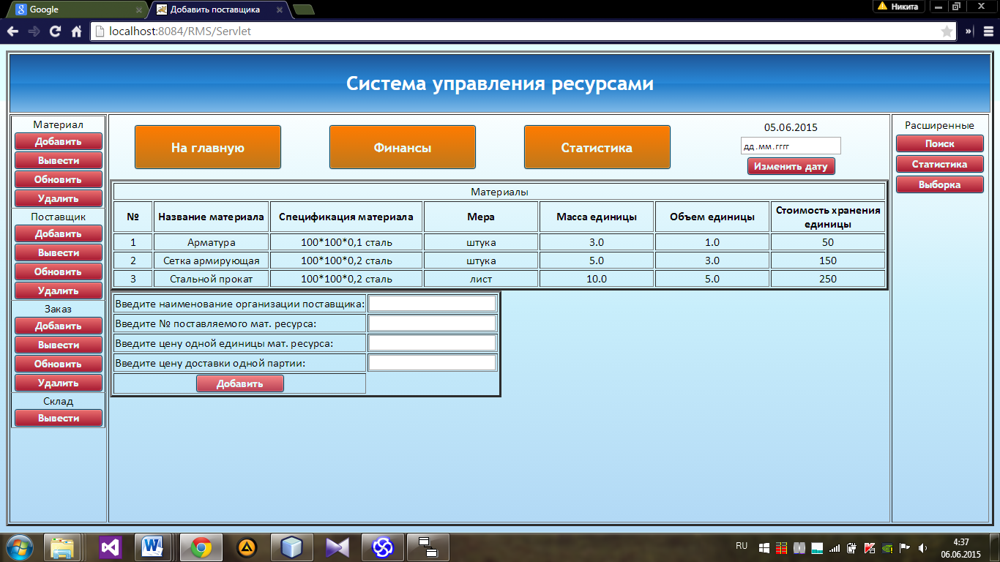 Google
Добавить поставщика
Никита
localhost:8084/RMS/Servlet
Система управления ресурсами
Материал
Добавить
Вывести
Обновить
Удалить
Поставщик
Добавить
Вывести
Обновить
Удалить
Заказ
Добавить
Вывести
Обновить
Удалить
Склад
Вывести
На главную
Финансы
Статистика
05.06.2015
дд.мм.гггг
Изменить дату
Материалы
№ Название материала Спецификация материала Мера Масса единицы Объем единицы Стоимость хранения единицы
1 Арматура 100*100*0,1 сталь штука 3.0 1.0 50
2 Сетка армирующая 100*100*0,2 сталь штука 5.0 3.0 150
3 Стальной прокат 100*100*0,2 сталь лист 10.0 5.0 250
Введите наименование организации поставщика:
Введите № поставляемого мат. ресурса:
Введите цену одной единицы мат. ресурса:
Введите цену доставки одной партии:
Добавить
Расширенные
Поиск
Статистика
Выборка
RU
4:37
06.06.2015